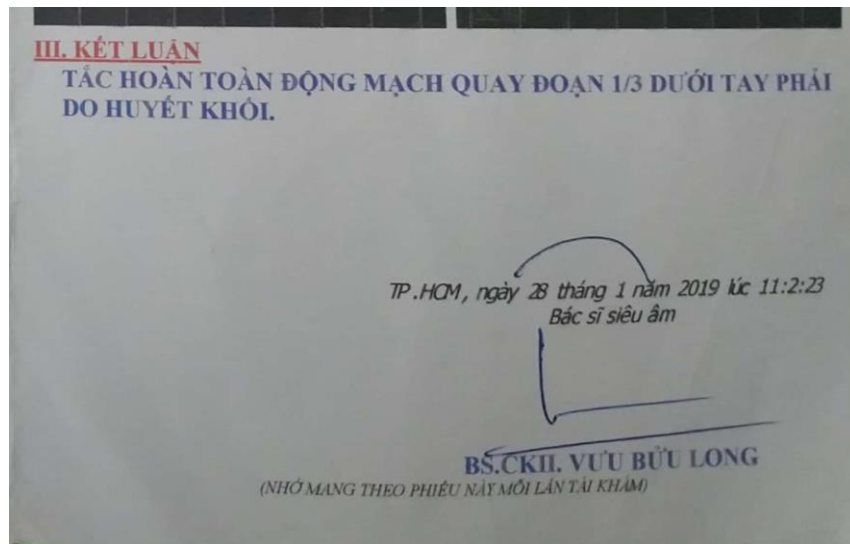 III. KẾT LUẬN
TẮC HOÀN TOÀN ĐỘNG MẠCH QUAY ĐOẠN 1/3 DƯỚI TAY PHẢI
DO HUYẾT KHỐI.
TP.HCM, ngày 28 tháng 1 năm 2019 lúc 11:2:23
Bác sĩ siêu âm
BS.CKII. VƯU BỬU LONG
(NHỚ MANG THEO PHIẾU NÀY MỖI LẦN TÁI KHÁM)